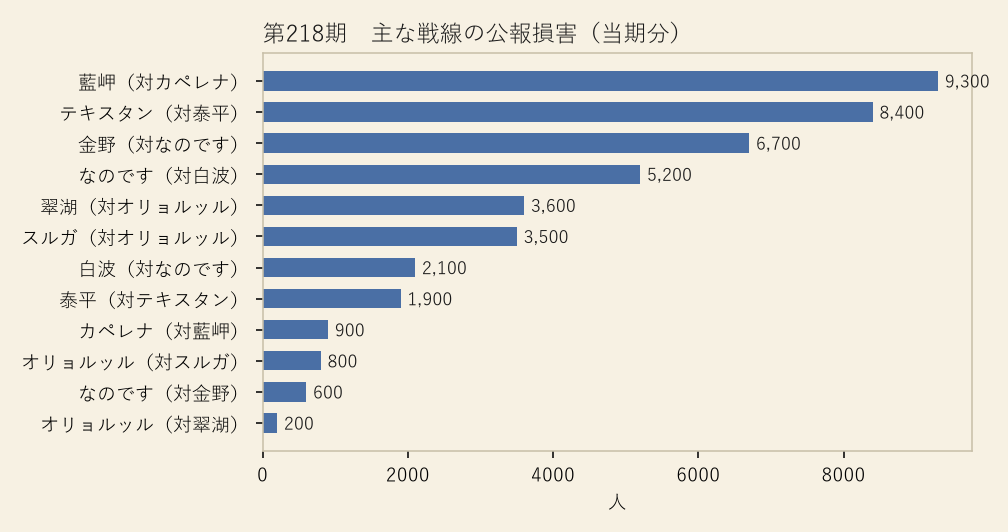 第218期　主な戦線の公報損害（当期分）
藍岬（対カペレナ） 9,300
テキスタン（対泰平） 8,400
金野（対なのです） 6,700
なのです（対白波） 5,200
翠湖（対オリョルッル） 3,600
スルガ（対オリョルッル） 3,500
白波（対なのです） 2,100
泰平（対テキスタン） 1,900
カペレナ（対藍岬） 900
オリョルッル（対スルガ） 800
なのです（対金野） 600
オリョルッル（対翠湖） 200
0 2000 4000 6000 8000
人